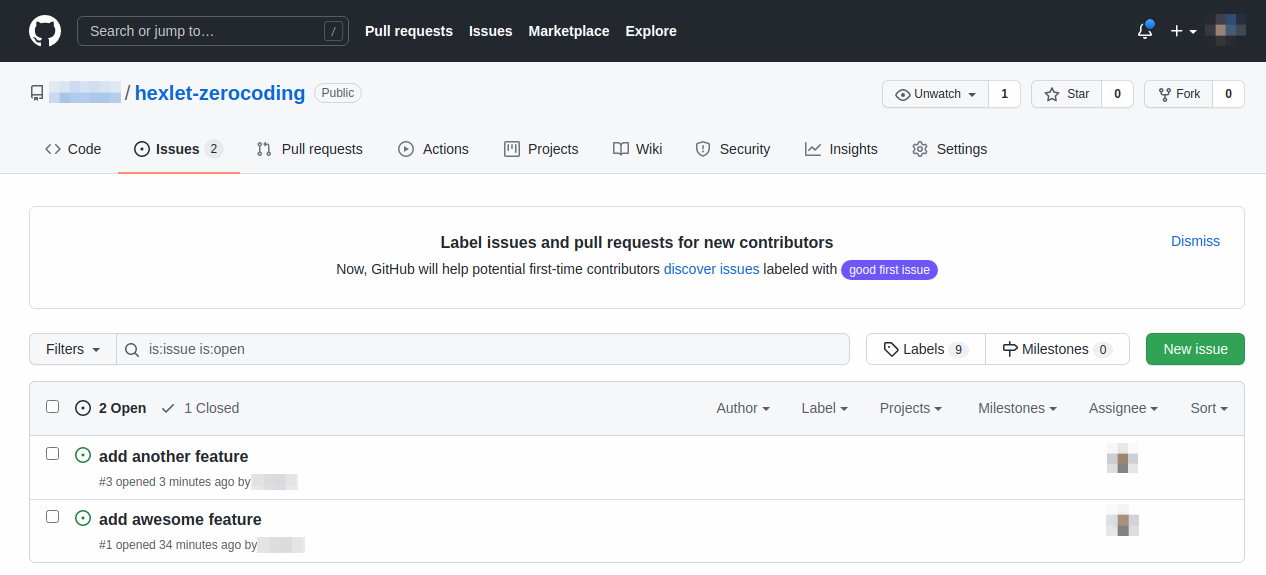 Search or jump to… /
Pull requests Issues Marketplace Explore
/ hexlet-zerocoding Public
Unwatch 1 Star 0 Fork 0
Code Issues 2 Pull requests Actions Projects Wiki Security Insights Settings
Label issues and pull requests for new contributors
Dismiss
Now, GitHub will help potential first-time contributors discover issues labeled with good first issue
Filters is:issue is:open Labels 9 Milestones 0 New issue
2 Open 1 Closed Author Label Projects Milestones Assignee Sort
add another feature
#3 opened 3 minutes ago by
add awesome feature
#1 opened 34 minutes ago by